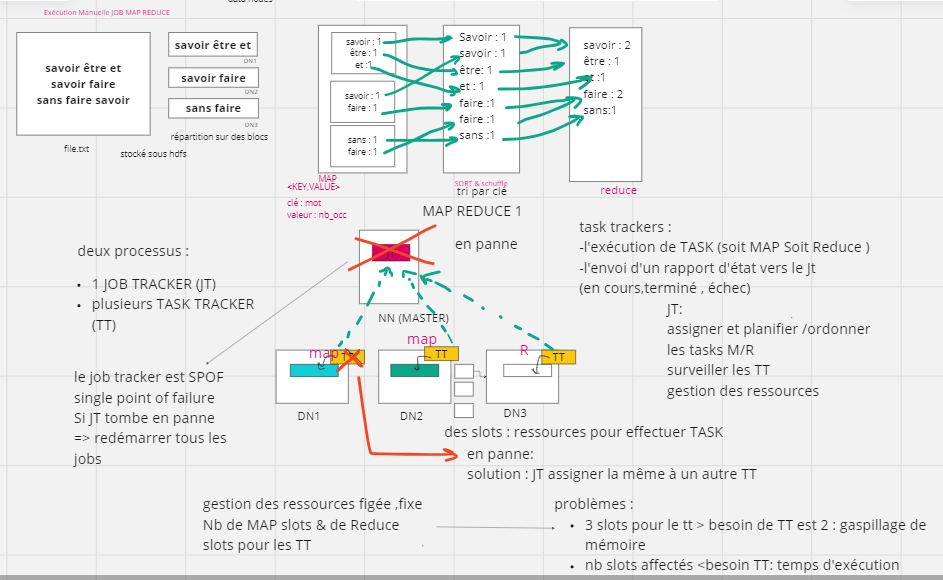 Exécution Manuelle JOB MAP REDUCE
savoir être et
savoir faire
sans faire savoir
file.txt
savoir être et
DN1
savoir faire
DN2
sans faire
DN3
répartition sur des blocs
stocké sous hdfs
savoir : 1
être : 1
et :1
savoir : 1
faire : 1
sans : 1
faire : 1
MAP
<KEY,VALUE>
clé : mot
valeur : nb_occ
Savoir : 1
savoir : 1
être: 1
et : 1
faire :1
faire : 1
sans :1
SORT & schuffle
tri par clé
savoir : 2
être : 1
et :1
faire : 2
sans:1
reduce
MAP REDUCE 1
deux processus :
1 JOB TRACKER (JT)
plusieurs TASK TRACKER
(TT)
JT
en panne
NN (MASTER)
task trackers :
-l'exécution de TASK (soit MAP Soit Reduce )
-l'envoi d'un rapport d'état vers le Jt
(en cours,terminé , échec)
JT:
assigner et planifier /ordonner
les tasks M/R
surveiller les TT
gestion des ressources
map
TT
DN1
map
TT
DN2
R
TT
DN3
le job tracker est SPOF
single point of failure
Si JT tombe en panne
=> redémarrer tous les
jobs
des slots : ressources pour effectuer TASK
en panne:
solution : JT assigner la même à un autre TT
gestion des ressources figée ,fixe
Nb de MAP slots & de Reduce
slots pour les TT
problèmes :
3 slots pour le tt > besoin de TT est 2 : gaspillage de
mémoire
nb slots affectés <besoin TT: temps d'exécution